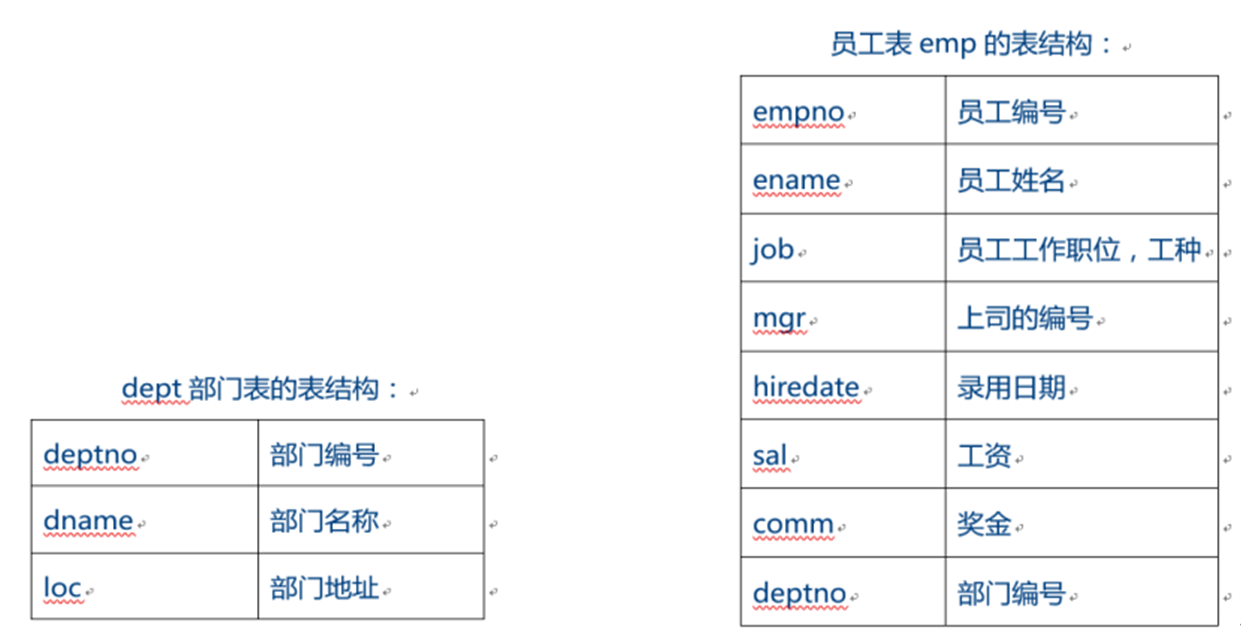 dept 部门表的表结构：
deptno 部门编号
dname 部门名称
loc 部门地址
员工表 emp 的表结构：
empno 员工编号
ename 员工姓名
job 员工工作职位，工种
mgr 上司的编号
hiredate 录用日期
sal 工资
comm 奖金
deptno 部门编号